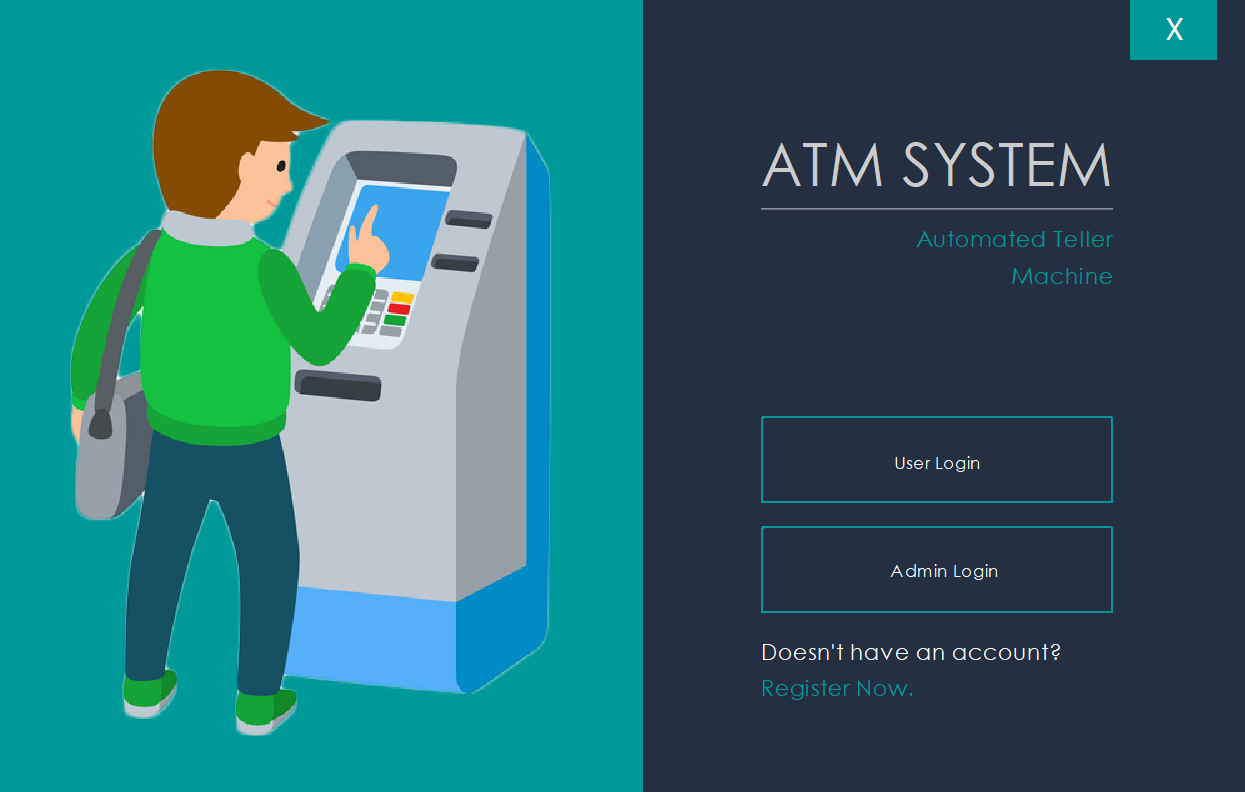 X
ATM SYSTEM
Automated Teller
Machine
User Login
Admin Login
Doesn't have an account?
Register Now.